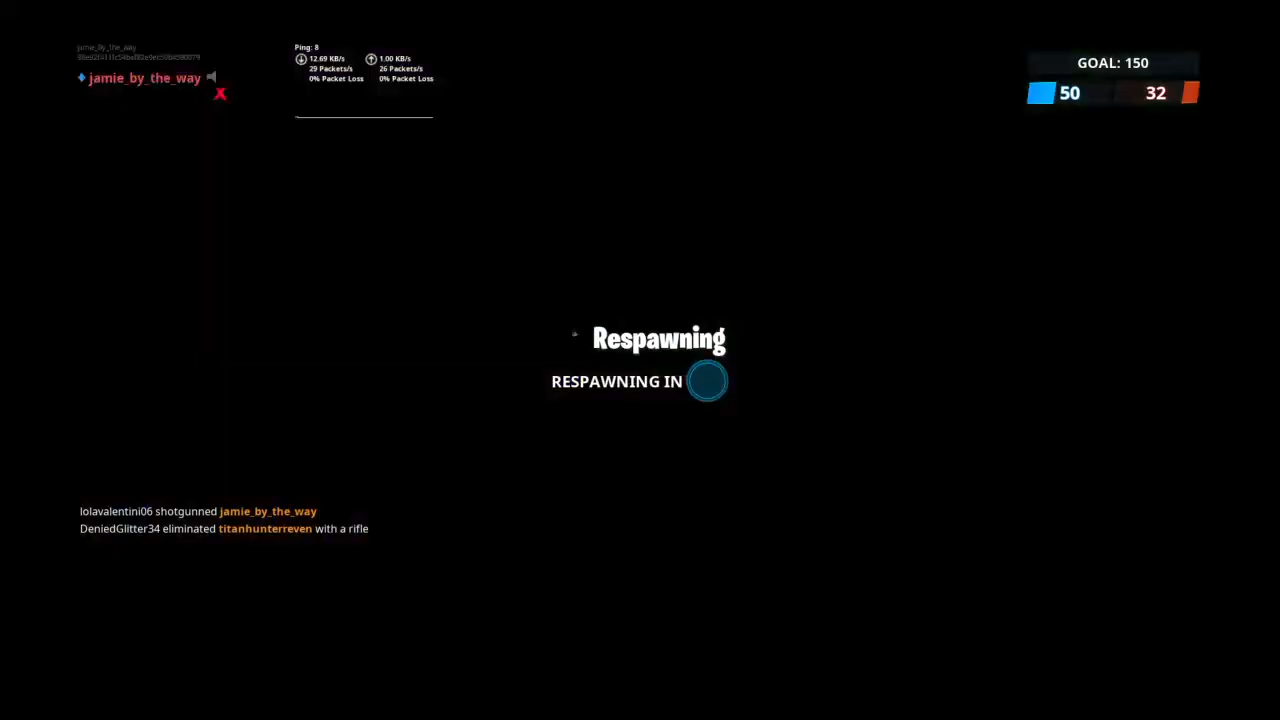 jamie_by_the_way
jamie_by_the_way
Ping: 8
12.69 KB/s
29 Packets/s
0% Packet Loss
1.00 KB/s
26 Packets/s
0% Packet Loss
GOAL: 150
50 32
Respawning
RESPAWNING IN
lolavalentini06 shotgunned jamie_by_the_way
DeniedGlitter34 eliminated titanhunterreven with a rifle